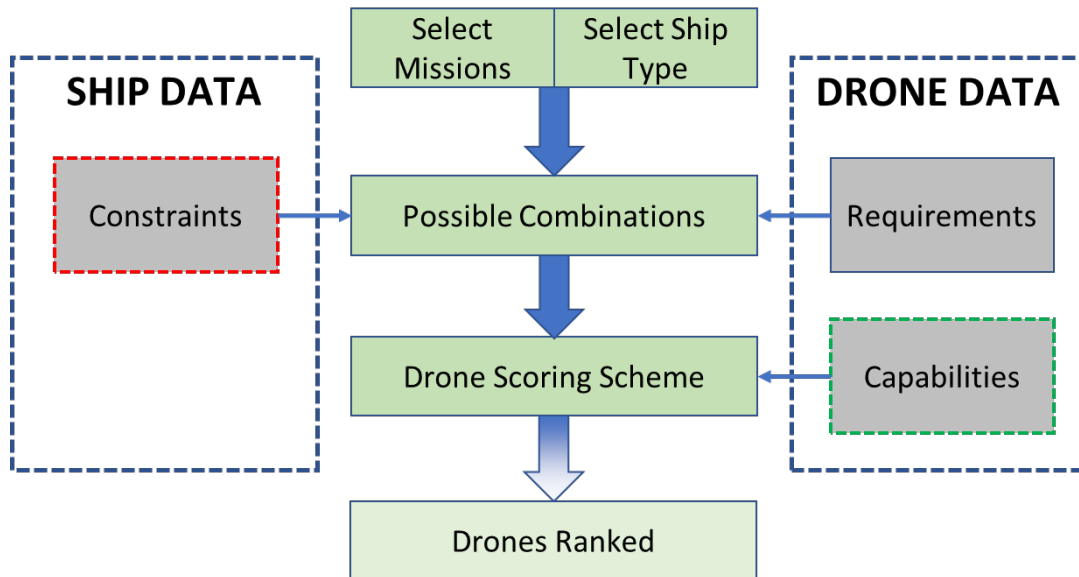 Select
Missions
Select Ship
Type
SHIP DATA
DRONE DATA
Constraints
Possible Combinations
Requirements
Drone Scoring Scheme
Capabilities
Drones Ranked